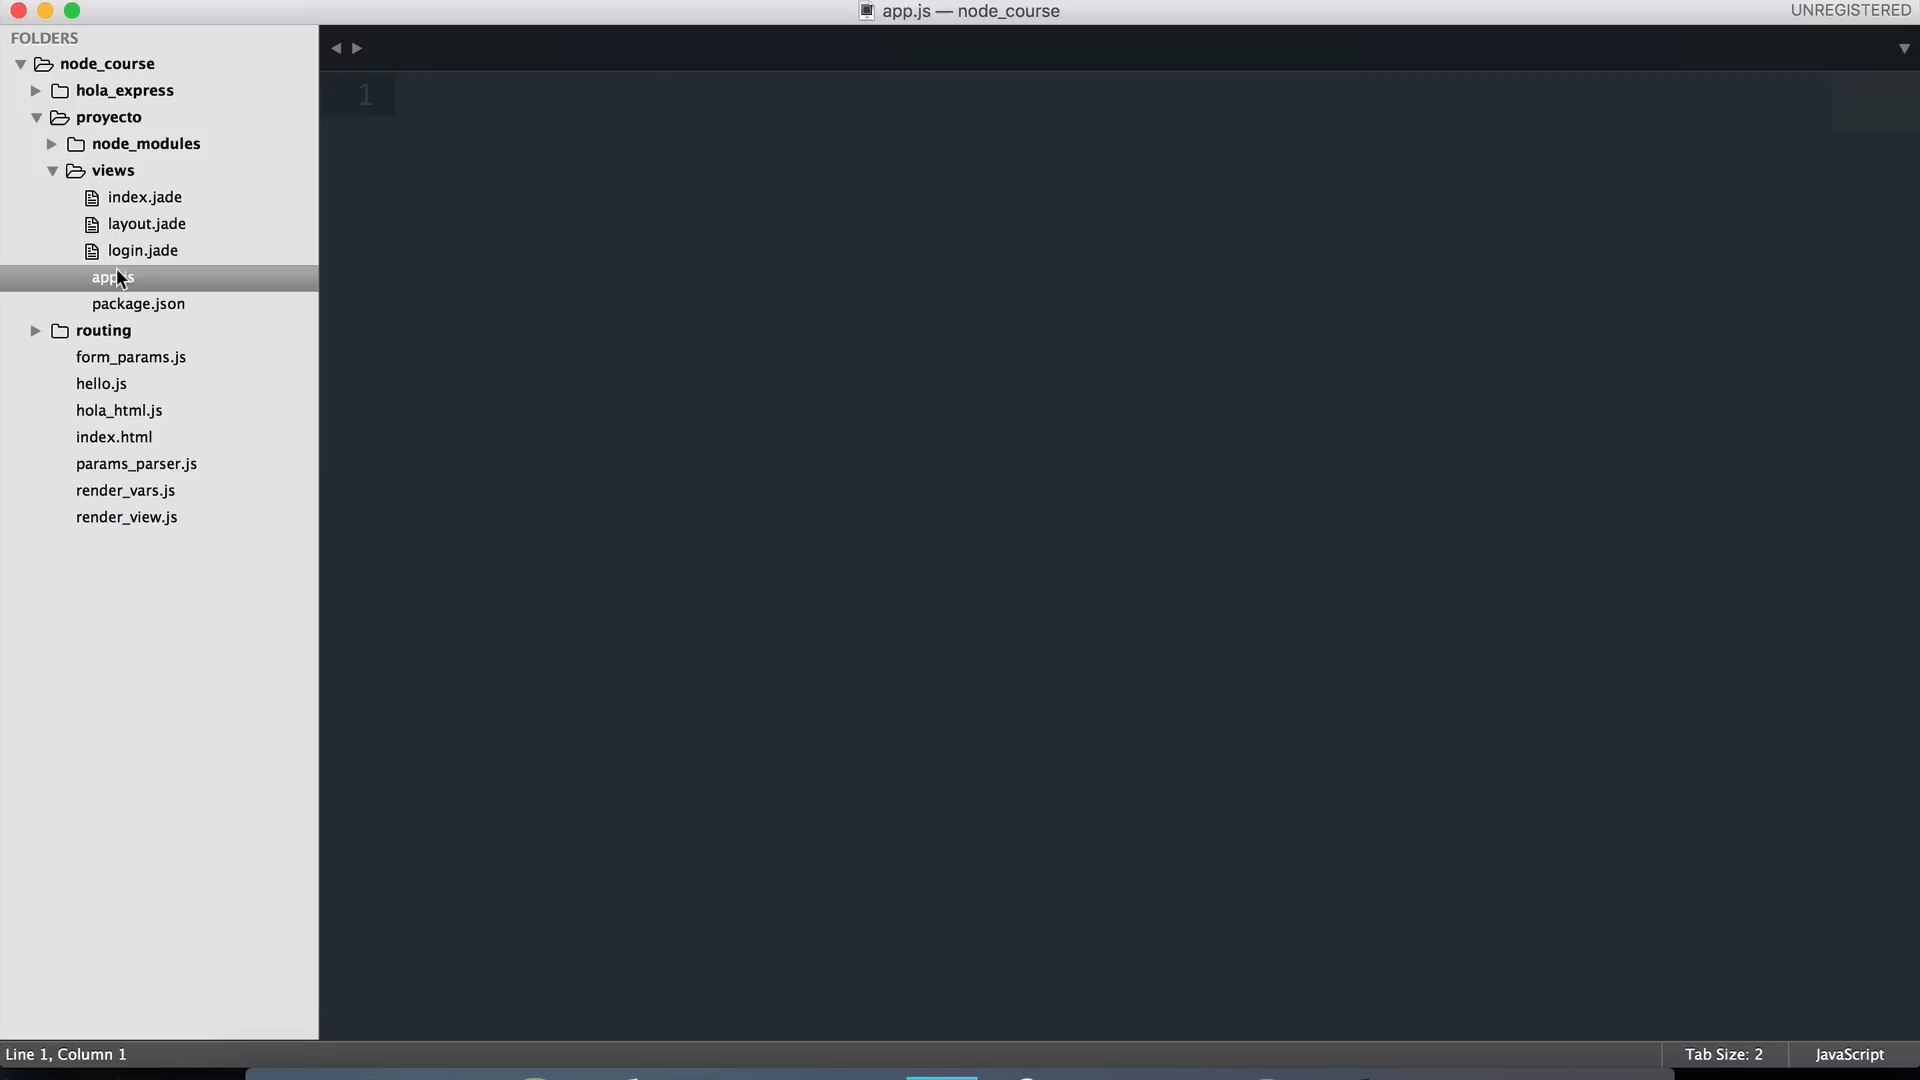 app.js — node_course
UNREGISTERED
FOLDERS
node_course
hola_express
proyecto
node_modules
views
index.jade
layout.jade
login.jade
app.js
package.json
routing
form_params.js
hello.js
hola_html.js
index.html
params_parser.js
render_vars.js
render_view.js
1
Line 1, Column 1
Tab Size: 2
JavaScript